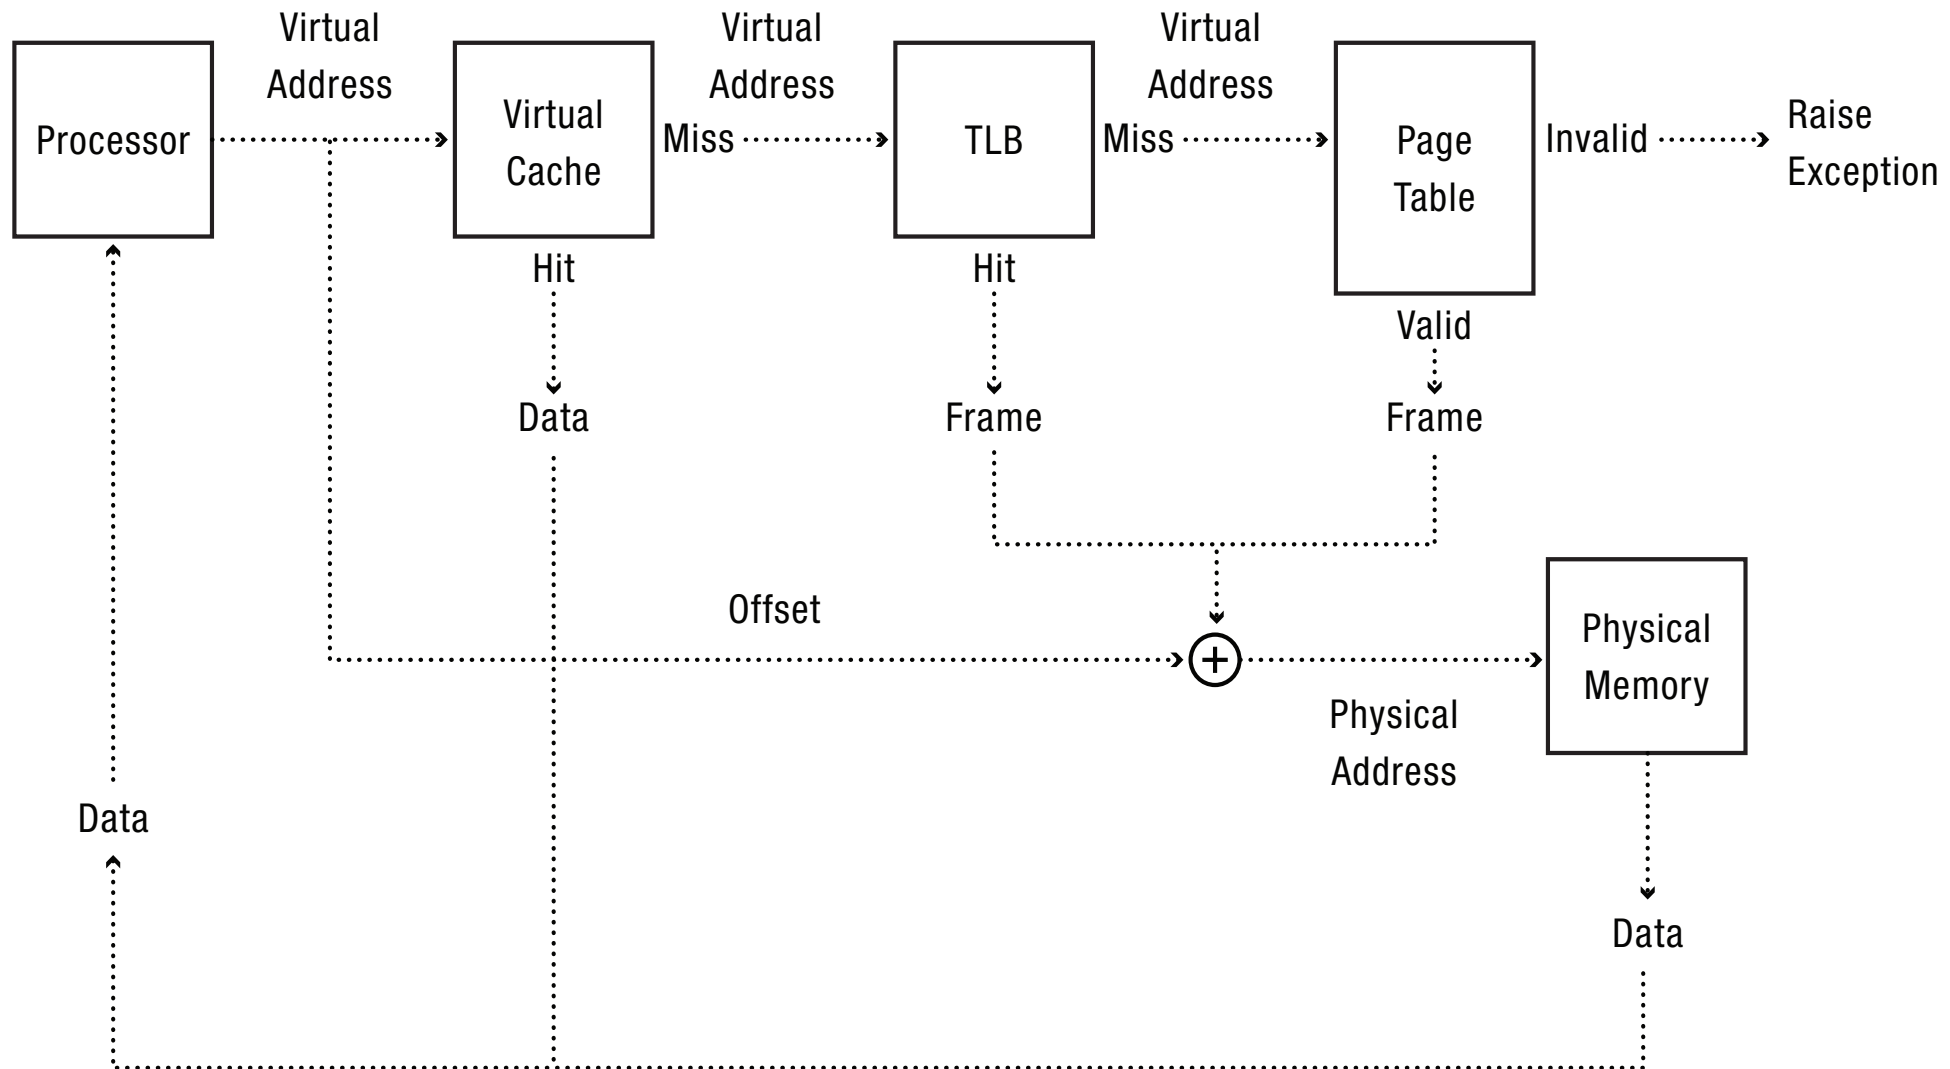 Virtual
Address
Virtual
Address
Virtual
Address
Processor
Virtual
Cache
Miss
TLB
Miss
Page
Table
Invalid
Raise
Exception
Hit
Hit
Valid
Data
Frame
Frame
Offset
+
Physical
Memory
Physical
Address
Data
Data